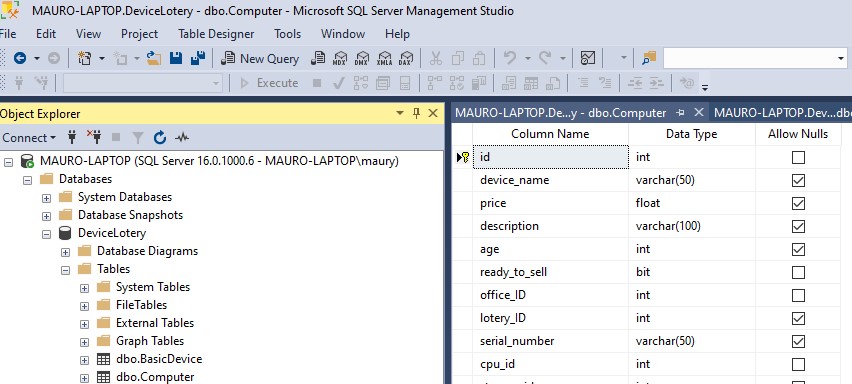 MAURO-LAPTOP.DeviceLotery - dbo.Computer - Microsoft SQL Server Management Studio
File Edit View Project Table Designer Tools Window Help
New Query MDX DMX XMLA DAX
Execute
Object Explorer
Connect
MAURO-LAPTOP (SQL Server 16.0.1000.6 - MAURO-LAPTOP\maury)
Databases
System Databases
Database Snapshots
DeviceLotery
Database Diagrams
Tables
System Tables
FileTables
External Tables
Graph Tables
dbo.BasicDevice
dbo.Computer
MAURO-LAPTOP.De...y - dbo.Computer MAURO-LAPTOP.Dev...dbo
Column Name Data Type Allow Nulls
id int
device_name varchar(50)
price float
description varchar(100)
age int
ready_to_sell bit
office_ID int
lotery_ID int
serial_number varchar(50)
cpu_id int